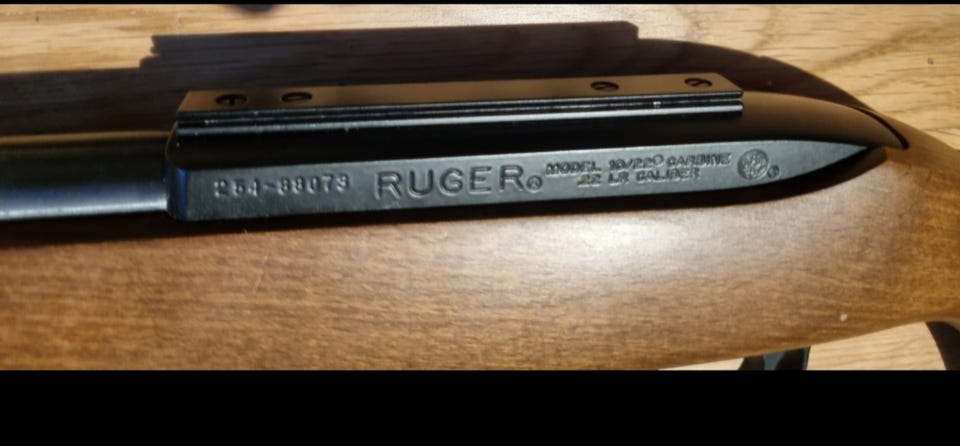 254-88073 RUGER® MODEL 10/22® CARBINE
.22 LR CALIBER ®